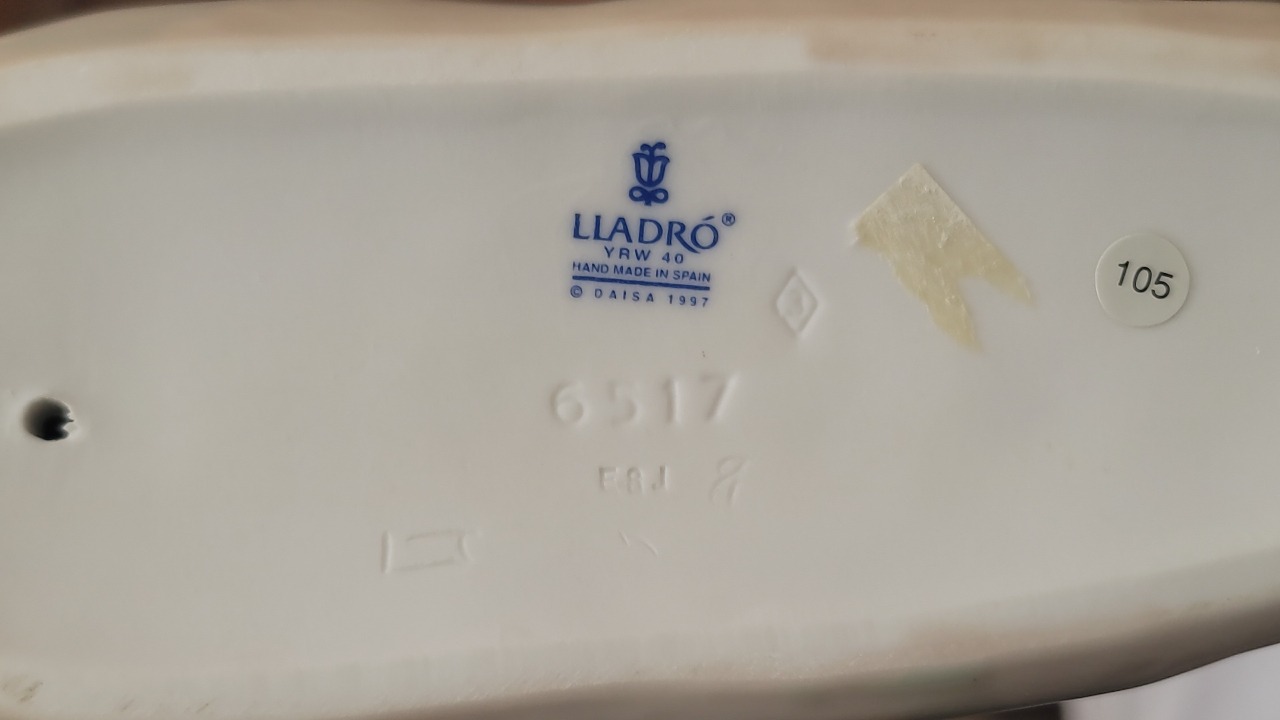 LLADRÓ®
YRW 40
HAND MADE IN SPAIN
© DAISA 1997
105
6517